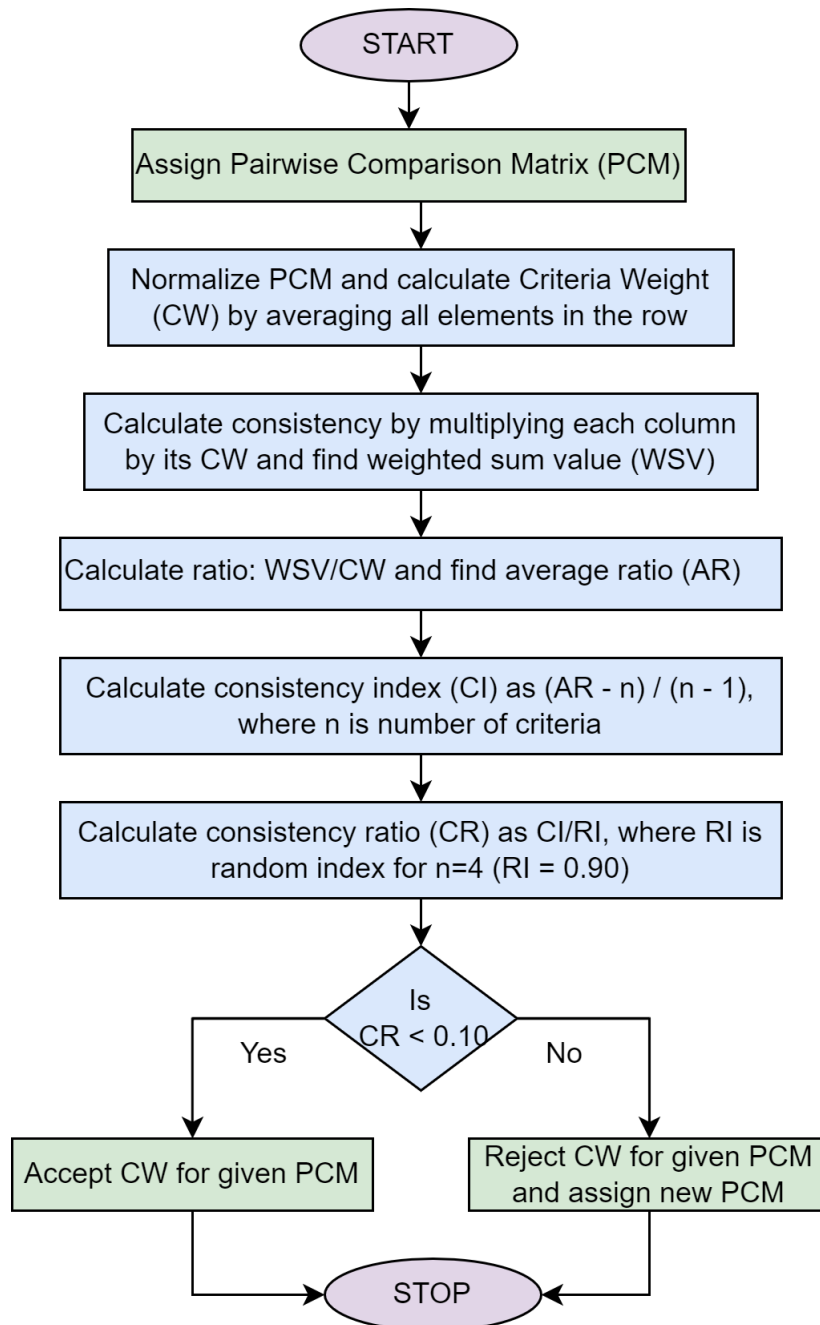 START
Assign Pairwise Comparison Matrix (PCM)
Normalize PCM and calculate Criteria Weight
(CW) by averaging all elements in the row
Calculate consistency by multiplying each column
by its CW and find weighted sum value (WSV)
Calculate ratio: WSV/CW and find average ratio (AR)
Calculate consistency index (CI) as (AR - n) / (n - 1),
where n is number of criteria
Calculate consistency ratio (CR) as CI/RI, where RI is
random index for n=4 (RI = 0.90)
Is
CR < 0.10
Yes
No
Accept CW for given PCM
Reject CW for given PCM
and assign new PCM
STOP